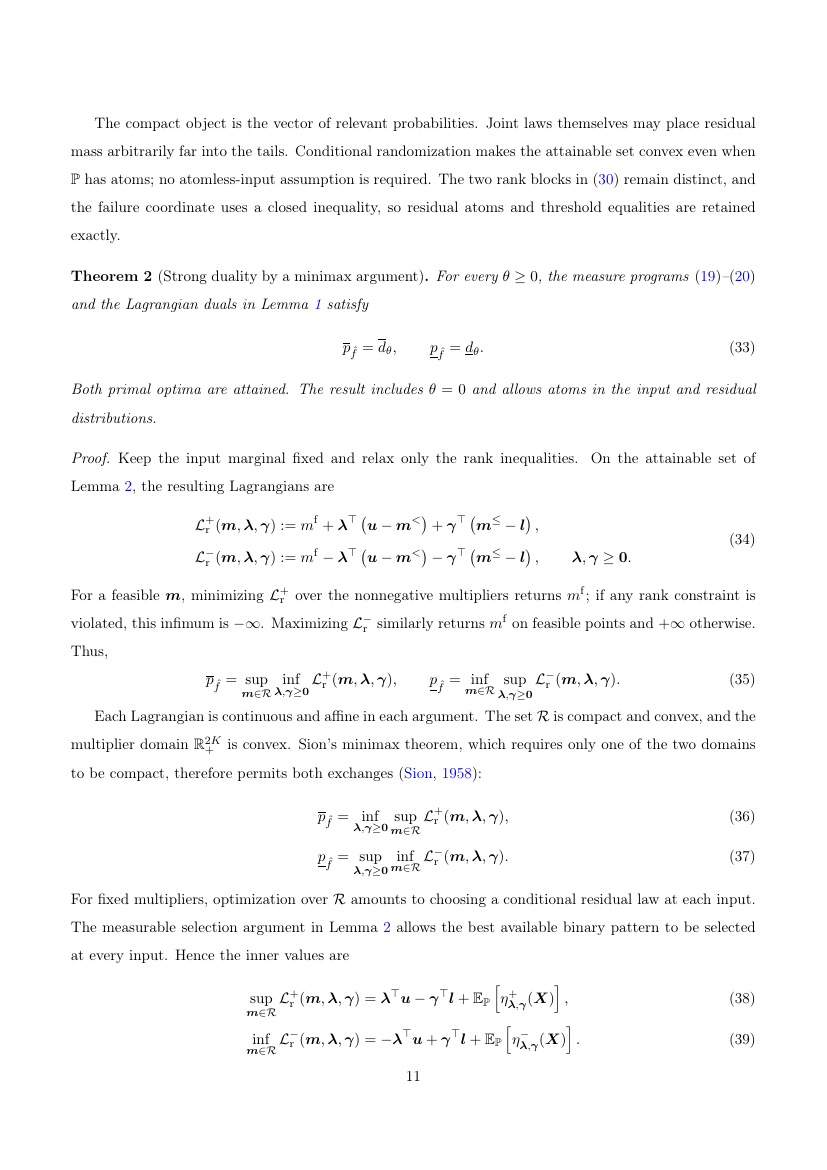 The compact object is the vector of relevant probabilities. Joint laws themselves may place residual
mass arbitrarily far into the tails. Conditional randomization makes the attainable set convex even when
ℙ has atoms; no atomless-input assumption is required. The two rank blocks in (30) remain distinct, and
the failure coordinate uses a closed inequality, so residual atoms and threshold equalities are retained
exactly.
Theorem 2 (Strong duality by a minimax argument). For every θ ≥ 0, the measure programs (19)–(20)
and the Lagrangian duals in Lemma 1 satisfy
p̅_f̂ = d̅_θ, p̲_f̂ = d̲_θ. (33)
Both primal optima are attained. The result includes θ = 0 and allows atoms in the input and residual
distributions.
Proof. Keep the input marginal fixed and relax only the rank inequalities. On the attainable set of
Lemma 2, the resulting Lagrangians are
ℒ_r^+(m, λ, γ) := m^f + λ^⊤ (u − m^<) + γ^⊤ (m^≤ − l) ,
ℒ_r^−(m, λ, γ) := m^f − λ^⊤ (u − m^<) − γ^⊤ (m^≤ − l) , λ, γ ≥ 0. (34)
For a feasible m, minimizing ℒ_r^+ over the nonnegative multipliers returns m^f; if any rank constraint is
violated, this infimum is −∞. Maximizing ℒ_r^− similarly returns m^f on feasible points and +∞ otherwise.
Thus,
p̅_f̂ = sup_{m∈ℛ} inf_{λ,γ≥0} ℒ_r^+(m, λ, γ), p̲_f̂ = inf_{m∈ℛ} sup_{λ,γ≥0} ℒ_r^−(m, λ, γ). (35)
Each Lagrangian is continuous and affine in each argument. The set ℛ is compact and convex, and the
multiplier domain ℝ_+^{2K} is convex. Sion’s minimax theorem, which requires only one of the two domains
to be compact, therefore permits both exchanges (Sion, 1958):
p̅_f̂ = inf_{λ,γ≥0} sup_{m∈ℛ} ℒ_r^+(m, λ, γ), (36)
p̲_f̂ = sup_{λ,γ≥0} inf_{m∈ℛ} ℒ_r^−(m, λ, γ). (37)
For fixed multipliers, optimization over ℛ amounts to choosing a conditional residual law at each input.
The measurable selection argument in Lemma 2 allows the best available binary pattern to be selected
at every input. Hence the inner values are
sup_{m∈ℛ} ℒ_r^+(m, λ, γ) = λ^⊤u − γ^⊤l + 𝔼_ℙ [η_{λ,γ}^+(X)] , (38)
inf_{m∈ℛ} ℒ_r^−(m, λ, γ) = −λ^⊤u + γ^⊤l + 𝔼_ℙ [η_{λ,γ}^−(X)] . (39)
11